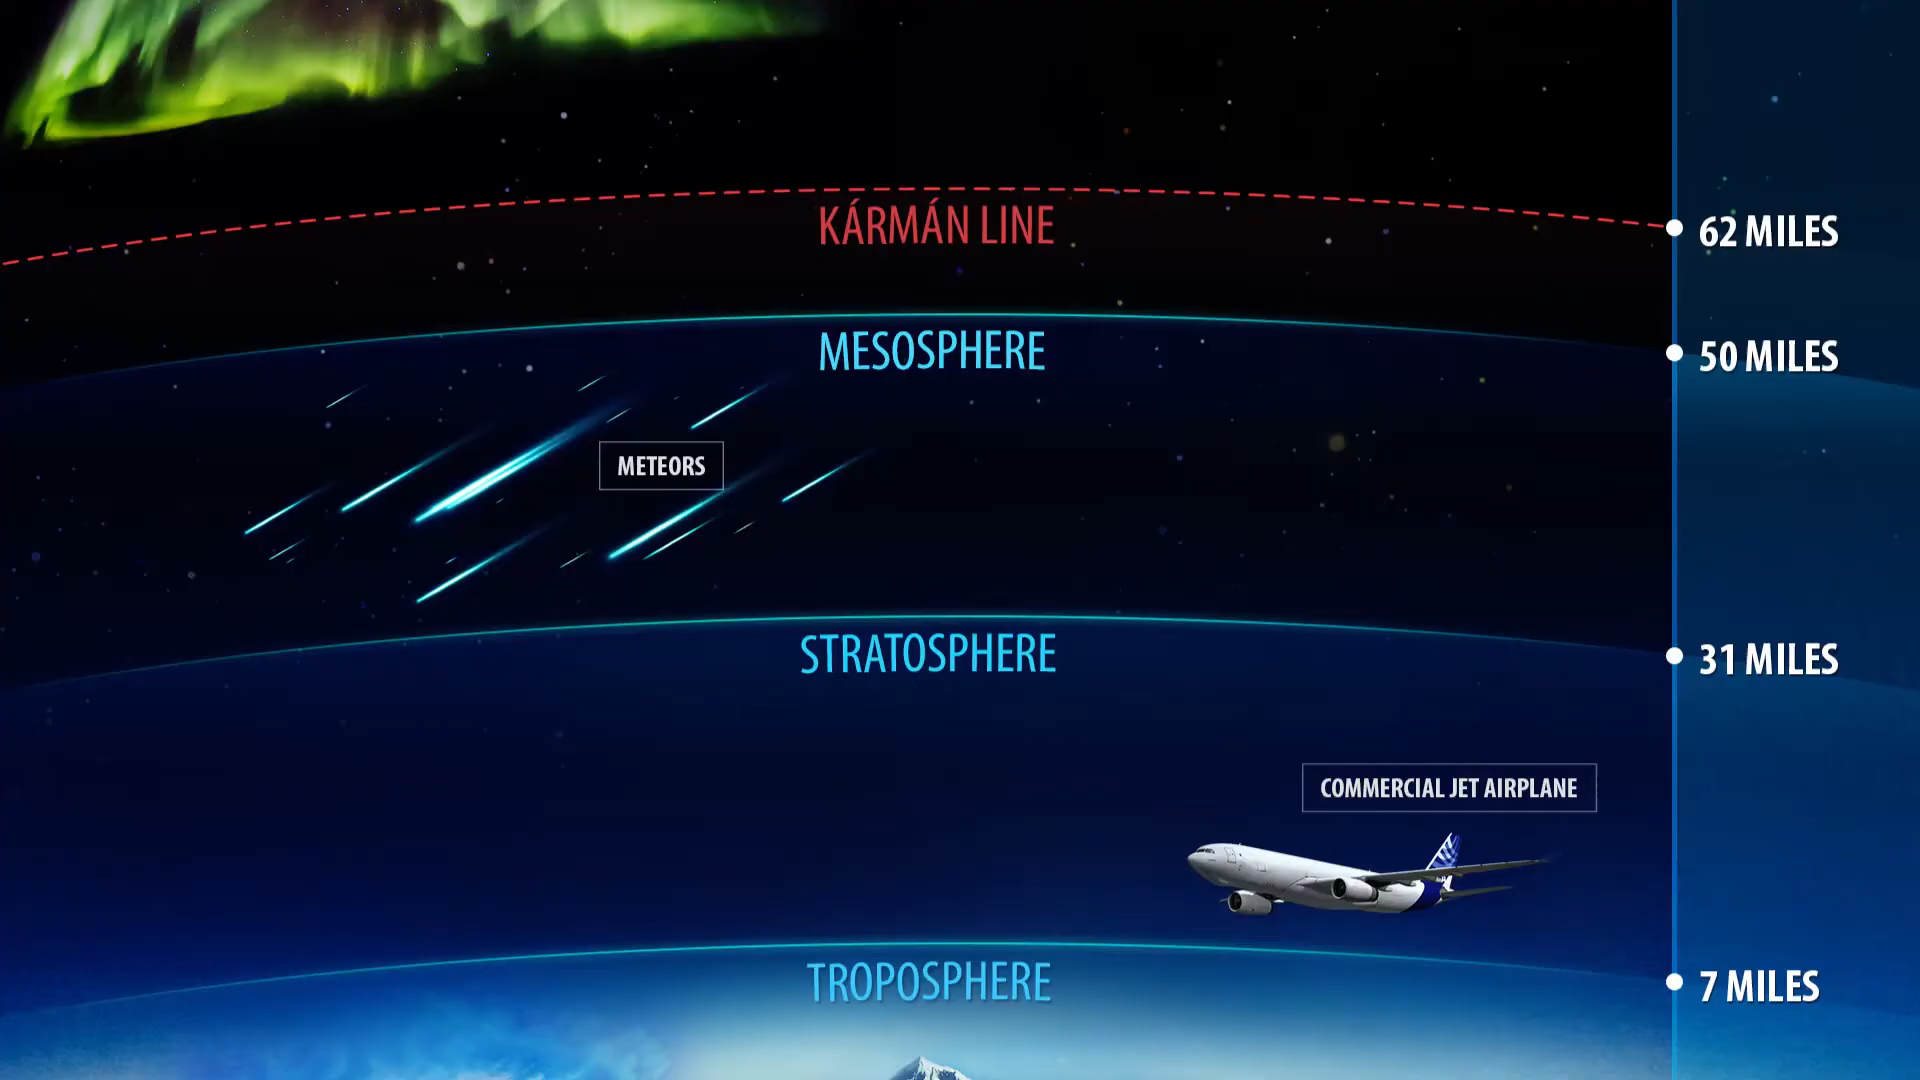 KÁRMÁN LINE
62 MILES
MESOSPHERE
50 MILES
METEORS
STRATOSPHERE
31 MILES
COMMERCIAL JET AIRPLANE
TROPOSPHERE
7 MILES